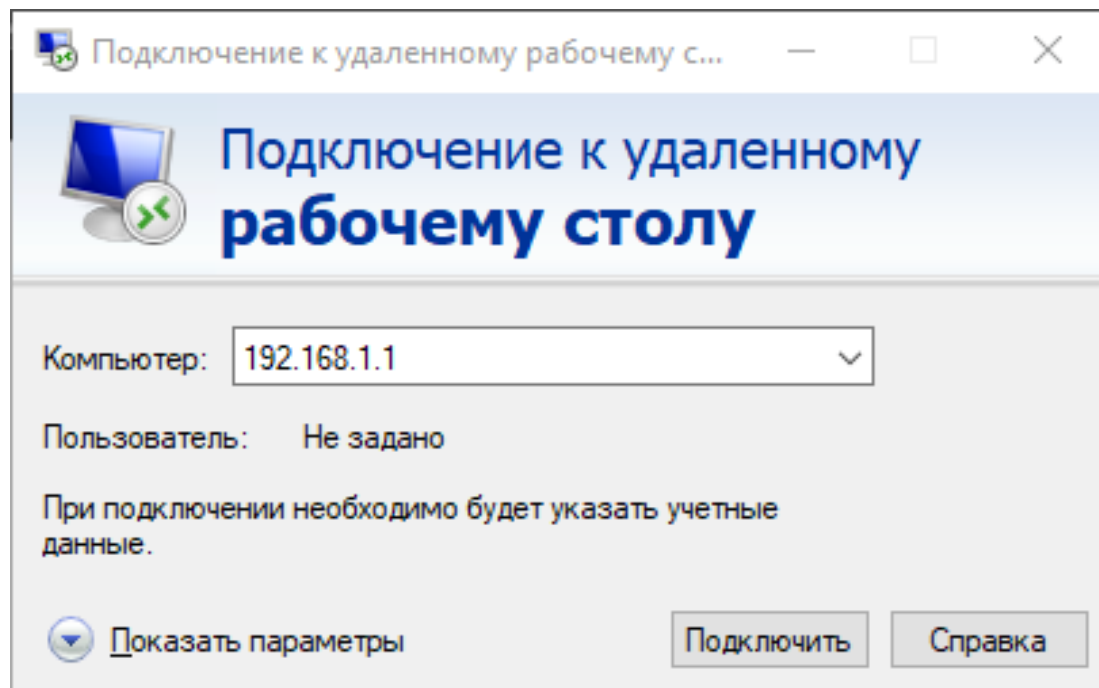 Подключение к удаленному рабочему с...
Подключение к удаленному
рабочему столу
Компьютер: 192.168.1.1
Пользователь: Не задано
При подключении необходимо будет указать учетные
данные.
Показать параметры Подключить Справка